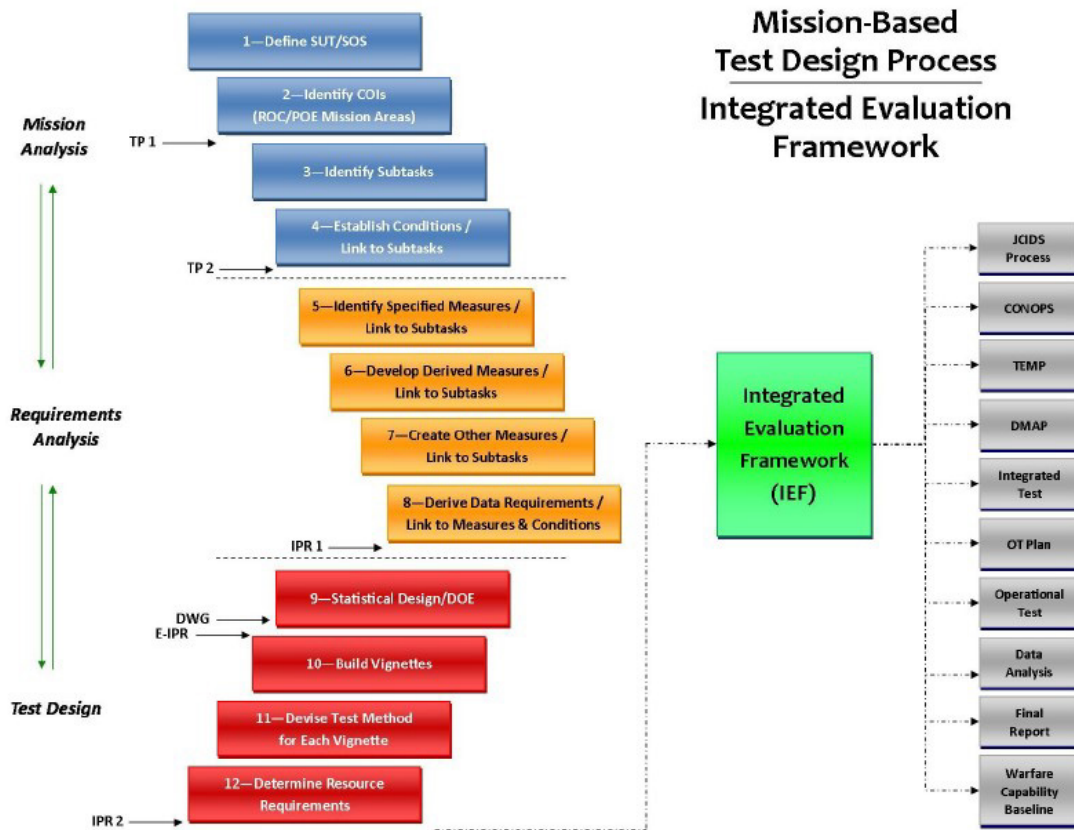 Mission-Based
Test Design Process
Integrated Evaluation
Framework
1—Define SUT/SOS
2—Identify COIs
(ROC/POE Mission Areas)
Mission
Analysis
TP 1
3—Identify Subtasks
4—Establish Conditions /
Link to Subtasks
TP 2
5—Identify Specified Measures /
Link to Subtasks
6—Develop Derived Measures /
Link to Subtasks
Requirements
Analysis
7—Create Other Measures /
Link to Subtasks
8—Derive Data Requirements /
Link to Measures & Conditions
IPR 1
9—Statistical Design/DOE
DWG
E-IPR
10—Build Vignettes
Test Design
11—Devise Test Method
for Each Vignette
12—Determine Resource
Requirements
IPR 2
Integrated
Evaluation
Framework
(IEF)
JCIDS
Process
CONOPS
TEMP
DMAP
Integrated
Test
OT Plan
Operational
Test
Data
Analysis
Final
Report
Warfare
Capability
Baseline